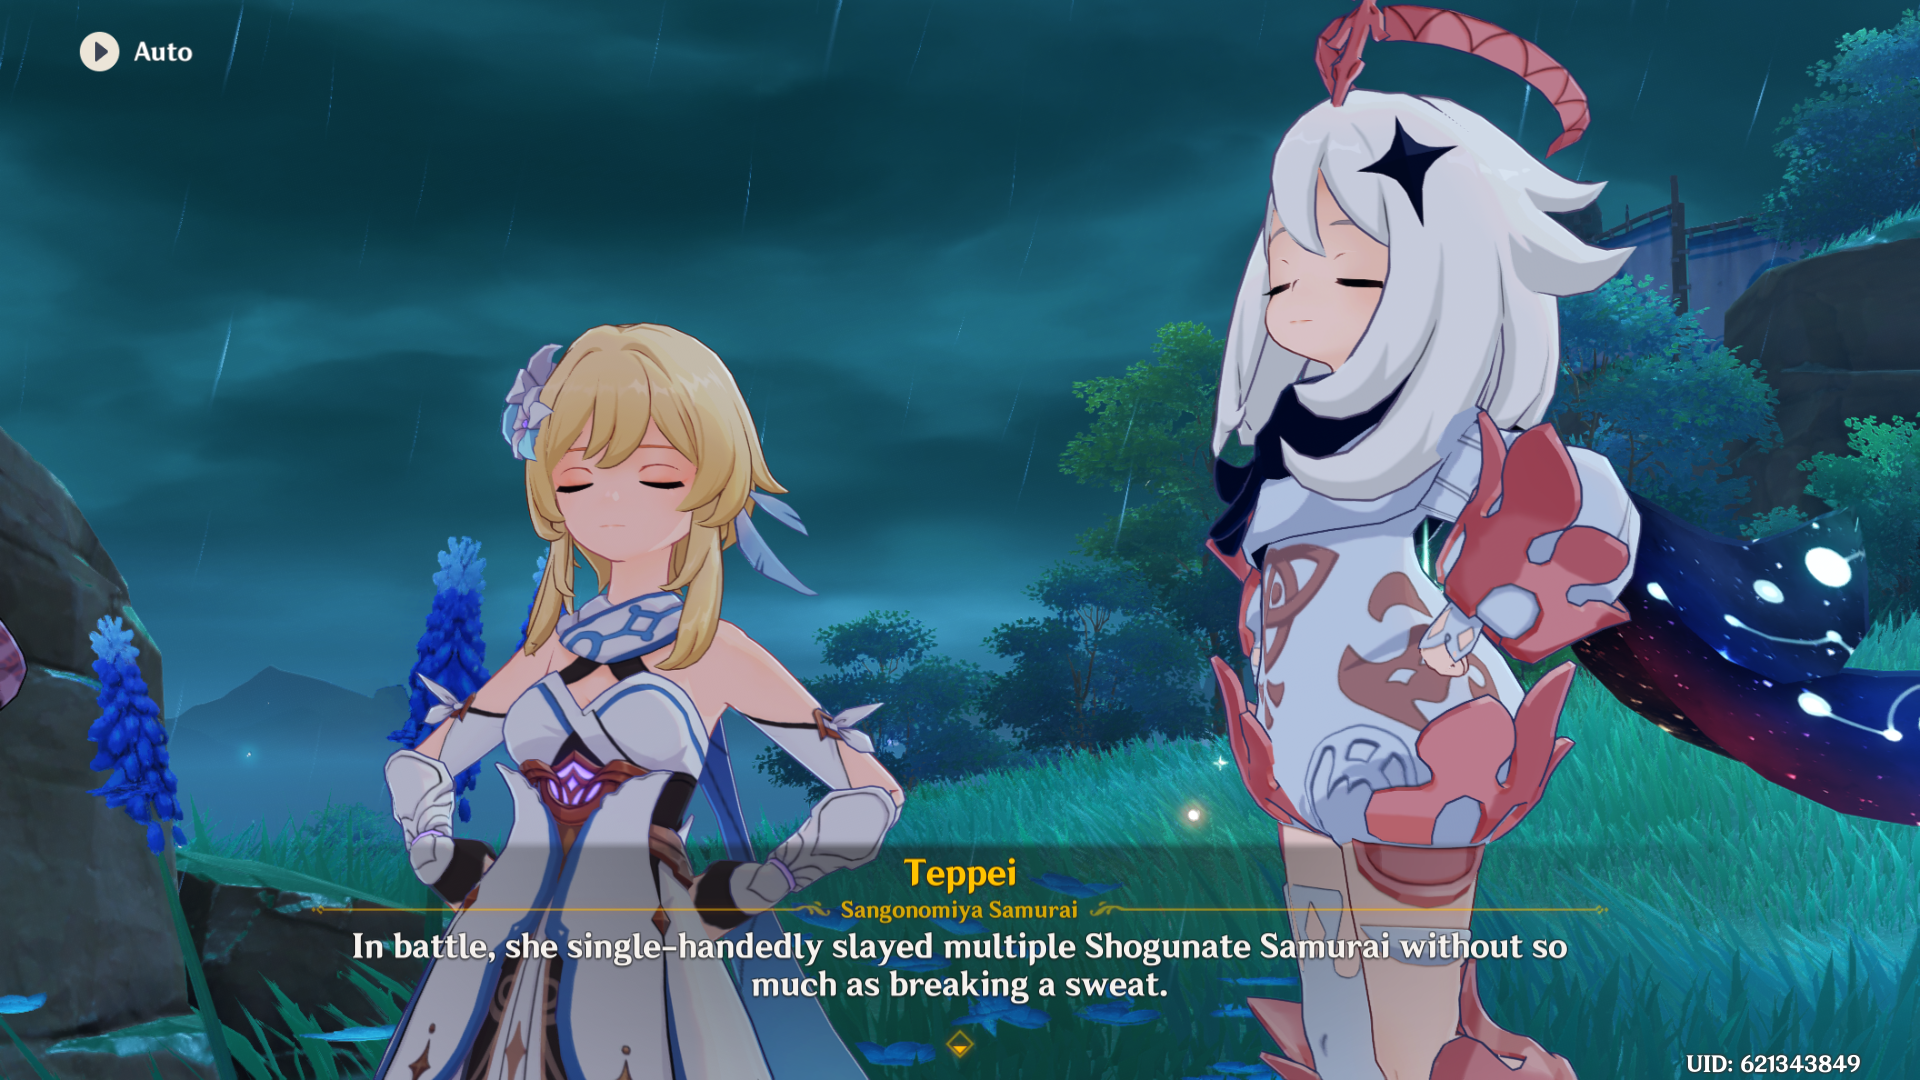 Auto
Teppei
Sangonomiya Samurai
In battle, she single-handedly slayed multiple Shogunate Samurai without so
much as breaking a sweat.
UID: 621343849